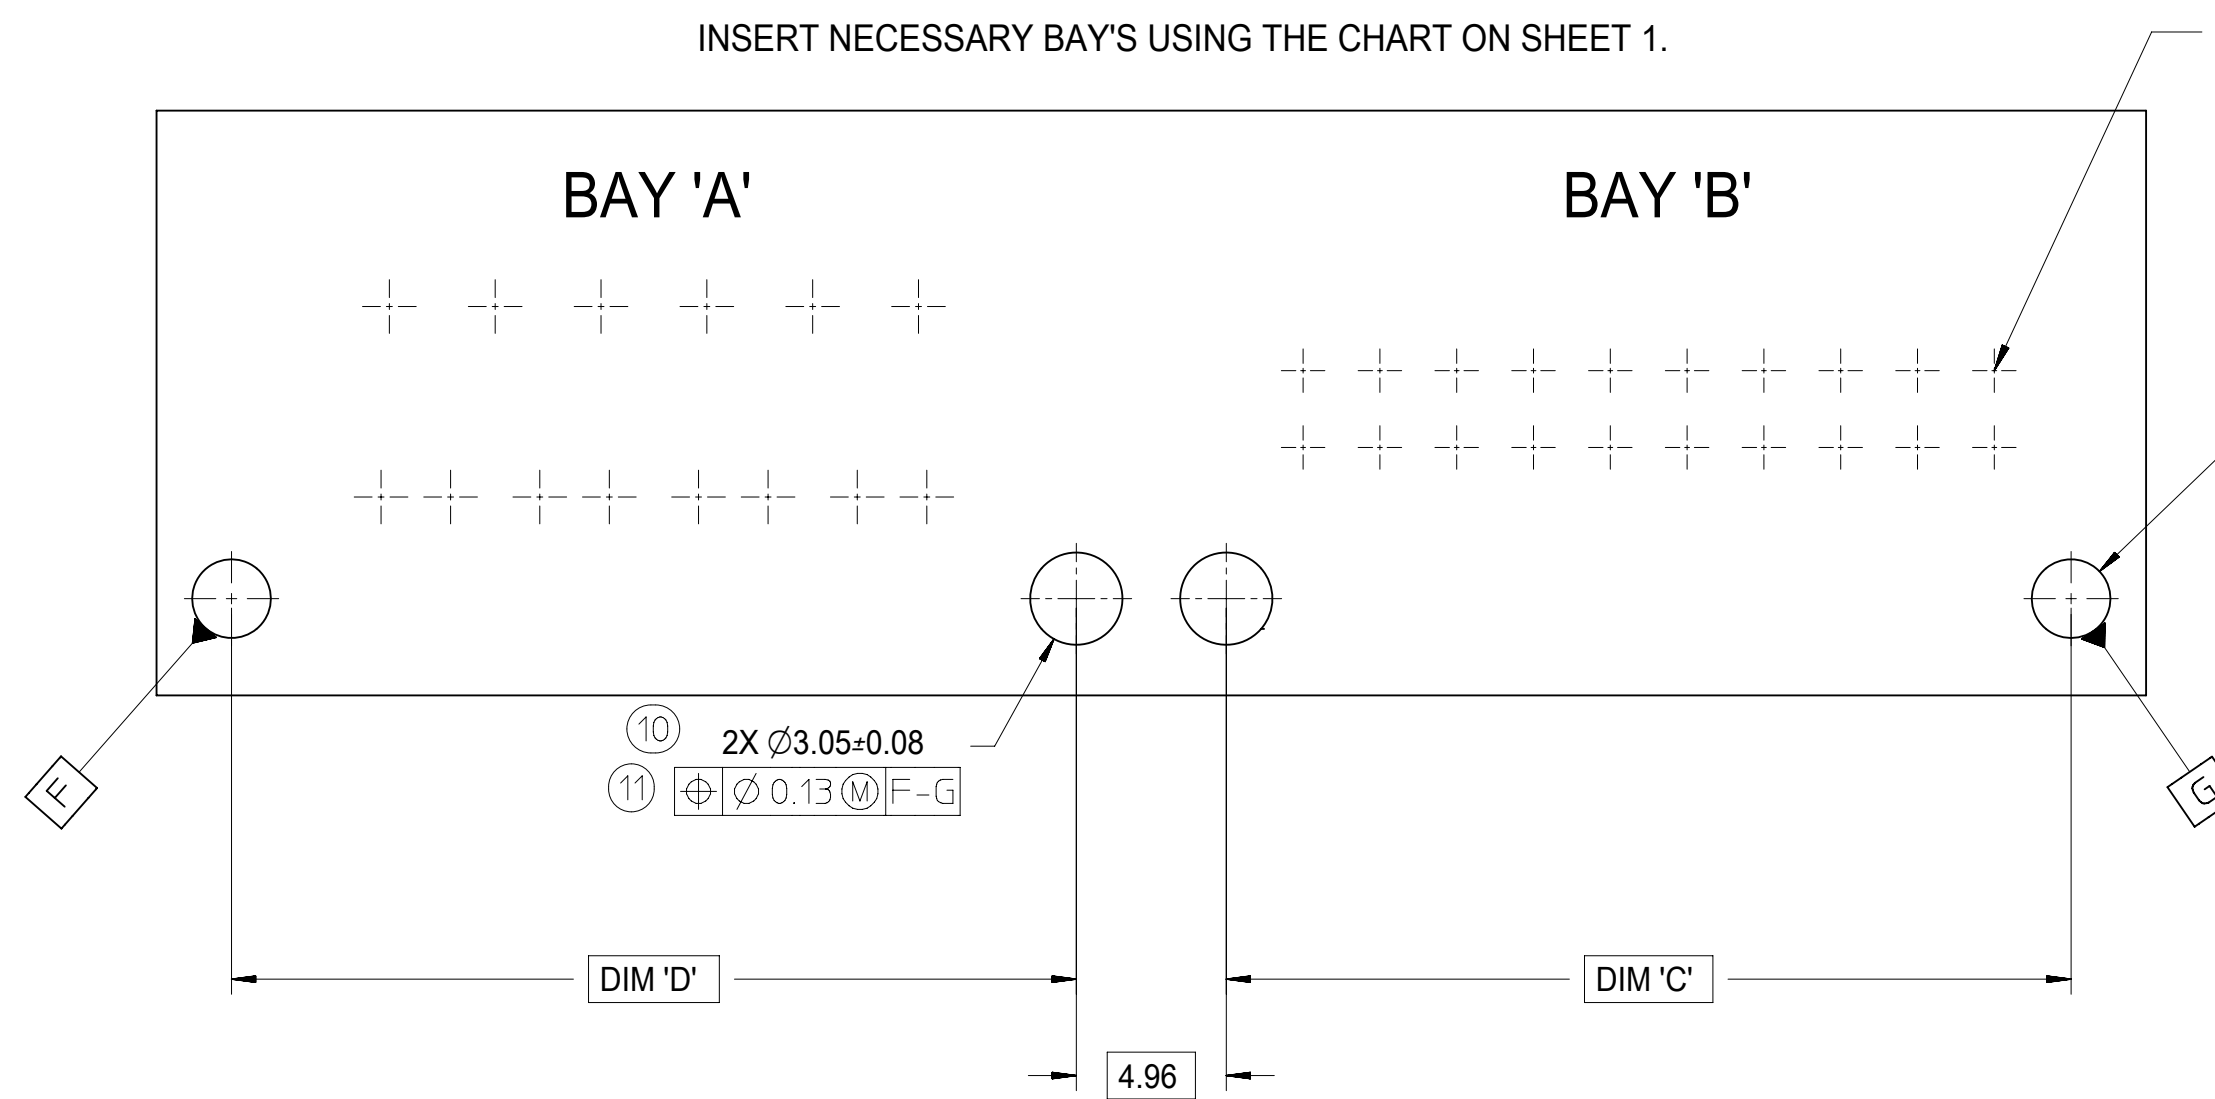 INSERT NECESSARY BAY'S USING THE CHART ON SHEET 1.
BAY 'A'
BAY 'B'
10
2X ∅3.05±0.08
11
⌖ ∅ 0.13 Ⓜ F-G
F
G
DIM 'D'
DIM 'C'
4.96